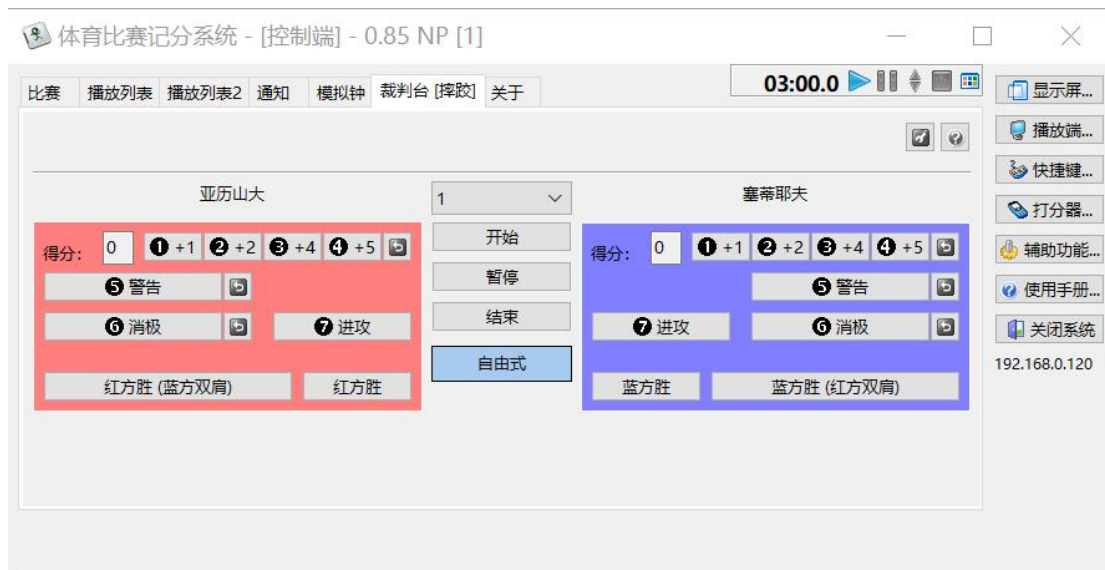 体育比赛记分系统 - [控制端] - 0.85 NP [1]
比赛 播放列表 播放列表2 通知 模拟钟 裁判台 [摔胶] 关于
03:00.0
显示屏...
播放端...
快捷键...
打分器...
辅助功能...
使用手册...
关闭系统
192.168.0.120
亚历山大 1 塞蒂耶夫
得分: 0 ❶ +1 ❷ +2 ❸ +4 ❹ +5 开始 得分: 0 ❶ +1 ❷ +2 ❸ +4 ❹ +5
❺ 警告 暂停 ❺ 警告
❻ 消极 ❼ 进攻 结束 ❼ 进攻 ❻ 消极
自由式
红方胜 (蓝方双肩) 红方胜 蓝方胜 蓝方胜 (红方双肩)